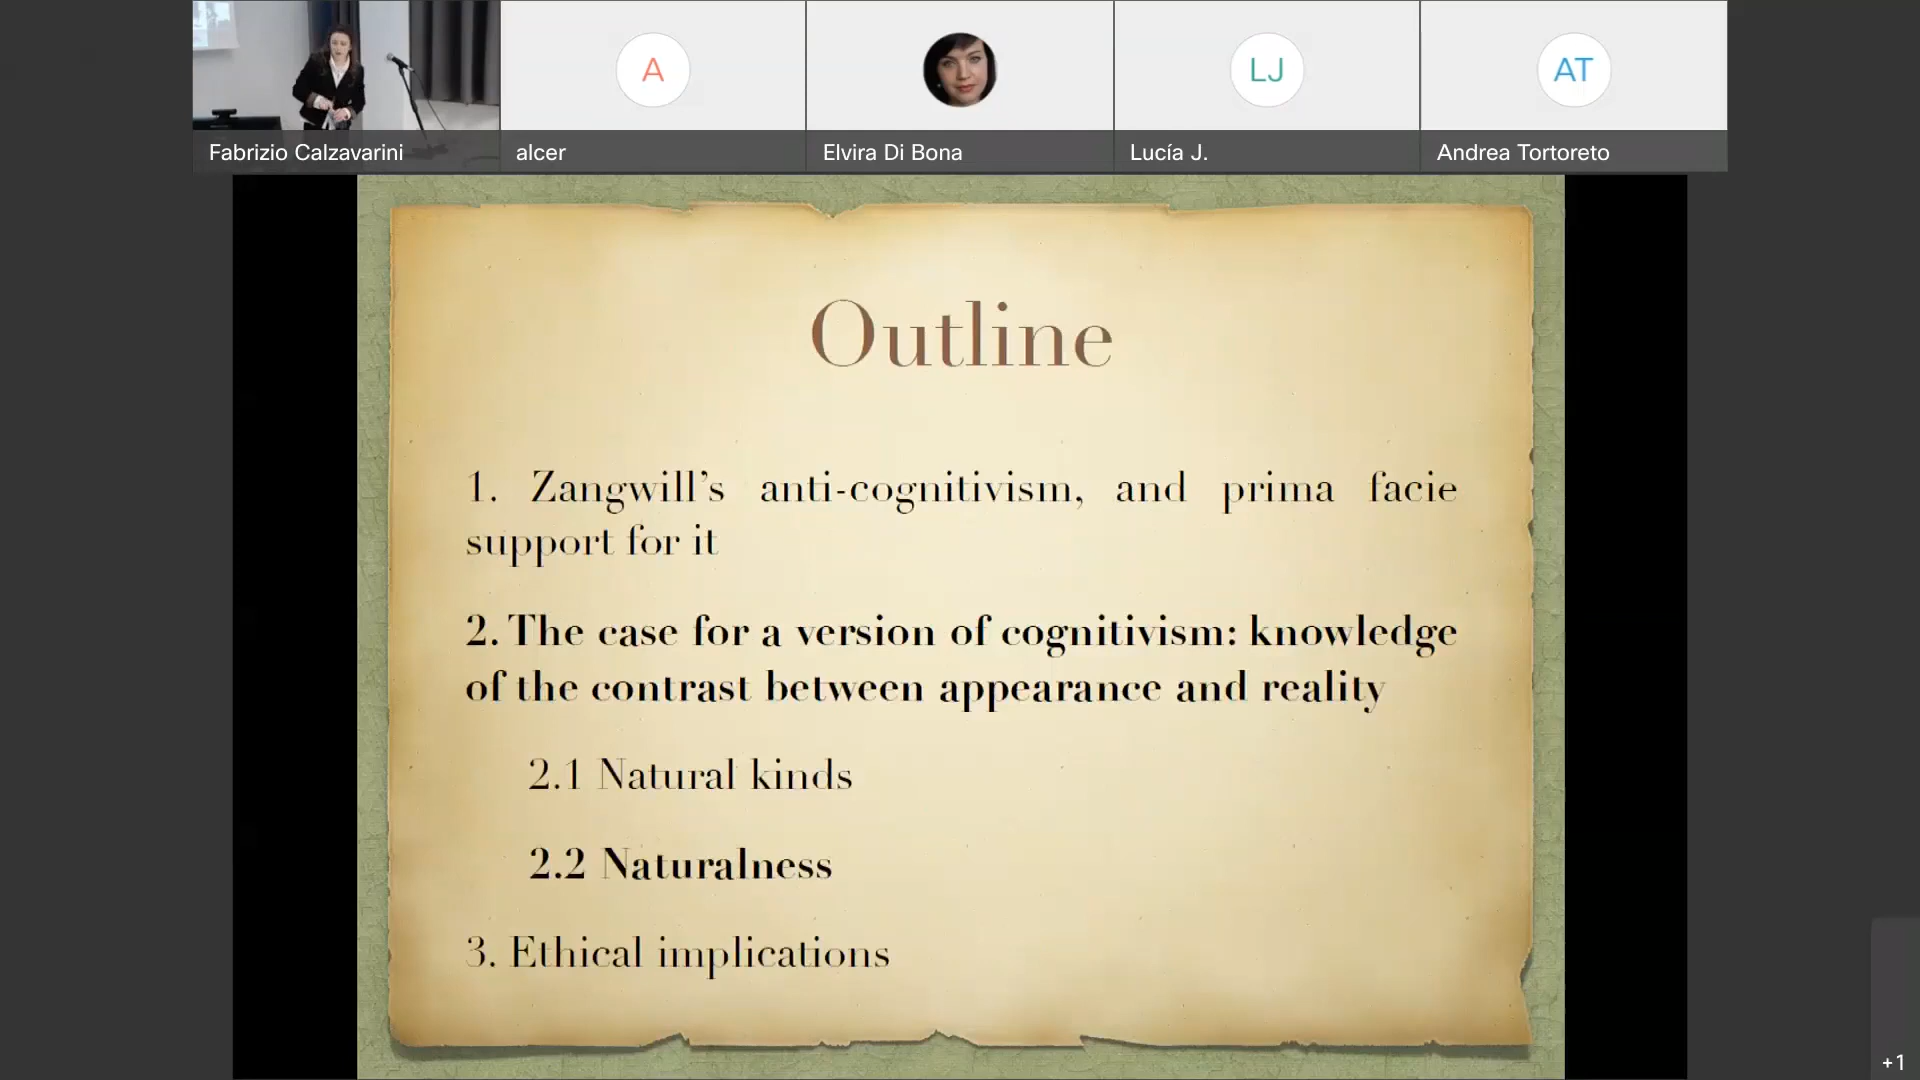 A
LJ
AT
Fabrizio Calzavarini
alcer
Elvira Di Bona
Lucía J.
Andrea Tortoreto
Outline
1. Zangwill’s anti-cognitivism, and prima facie
support for it
2. The case for a version of cognitivism: knowledge
of the contrast between appearance and reality
2.1 Natural kinds
2.2 Naturalness
3. Ethical implications
+1